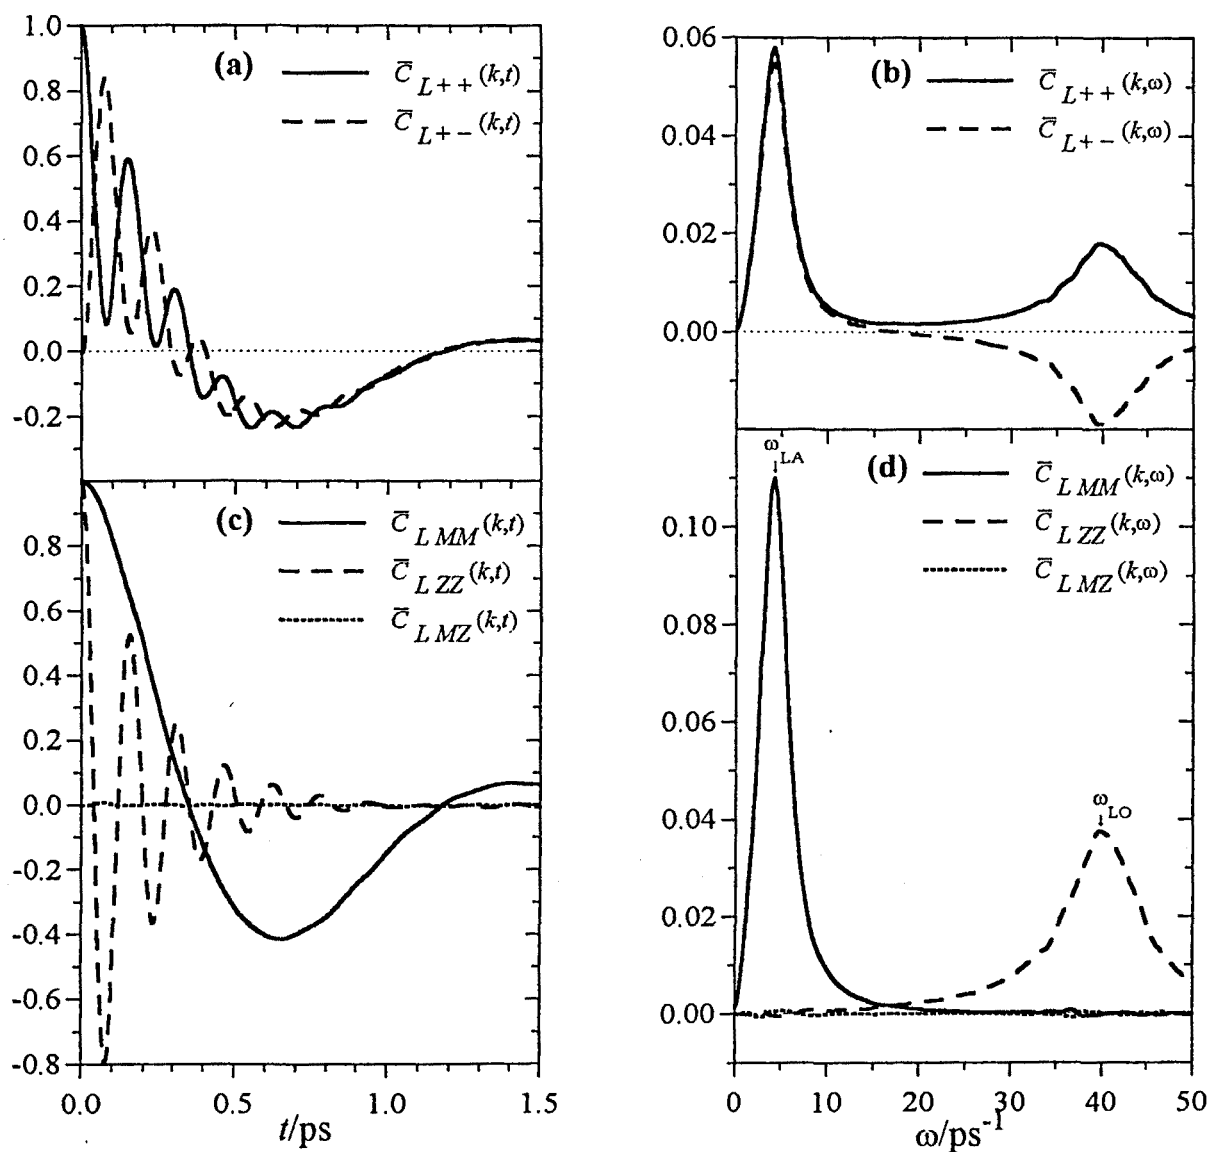 (a)
C̄ L++ (k,t)
C̄ L+− (k,t)
1.0
0.8
0.6
0.4
0.2
0.0
-0.2
(b)
C̄ L++ (k,ω)
C̄ L+− (k,ω)
0.06
0.04
0.02
0.00
(c)
C̄ L MM (k,t)
C̄ L ZZ (k,t)
C̄ L MZ (k,t)
0.8
0.6
0.4
0.2
0.0
-0.2
-0.4
-0.6
-0.8
0.0 0.5 1.0 1.5
t/ps
(d)
C̄ L MM (k,ω)
C̄ L ZZ (k,ω)
C̄ L MZ (k,ω)
ω LA
ω LO
0.10
0.08
0.06
0.04
0.02
0.00
0 10 20 30 40 50
ω/ps⁻¹